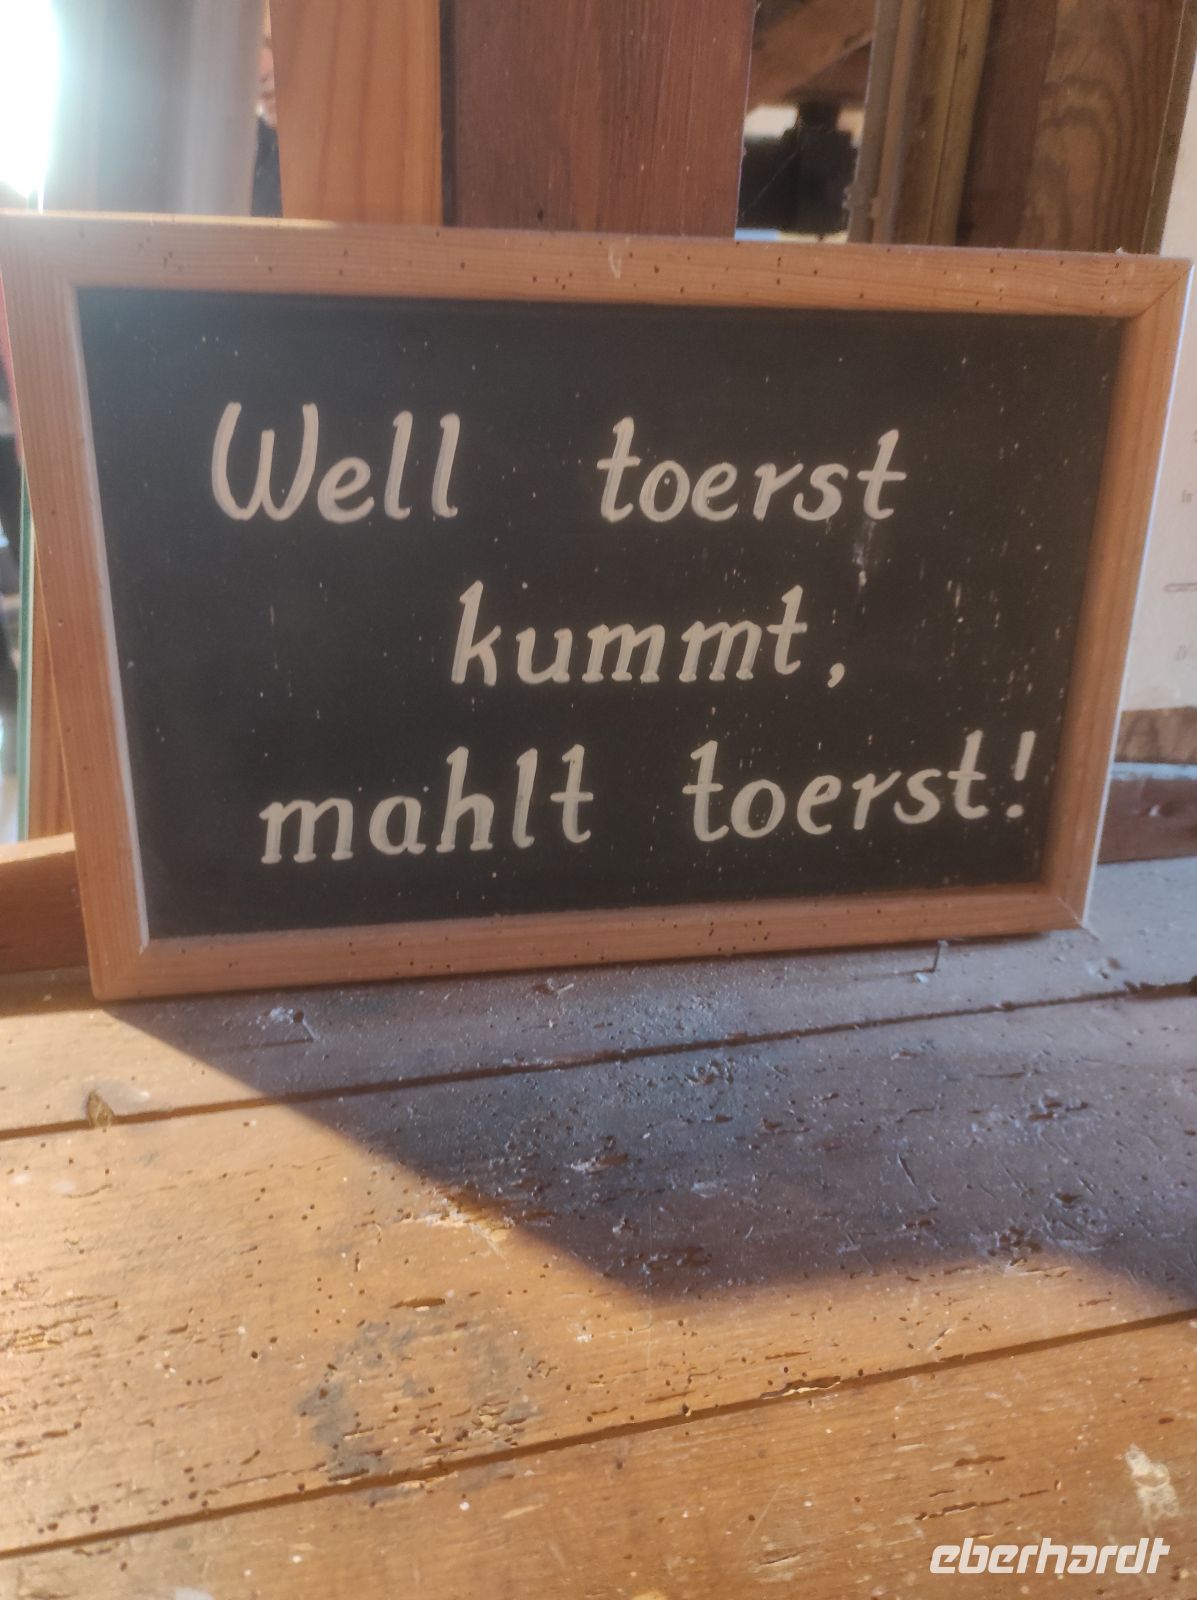 Well toerst
kummt,
mahlt toerst!
eberhardt